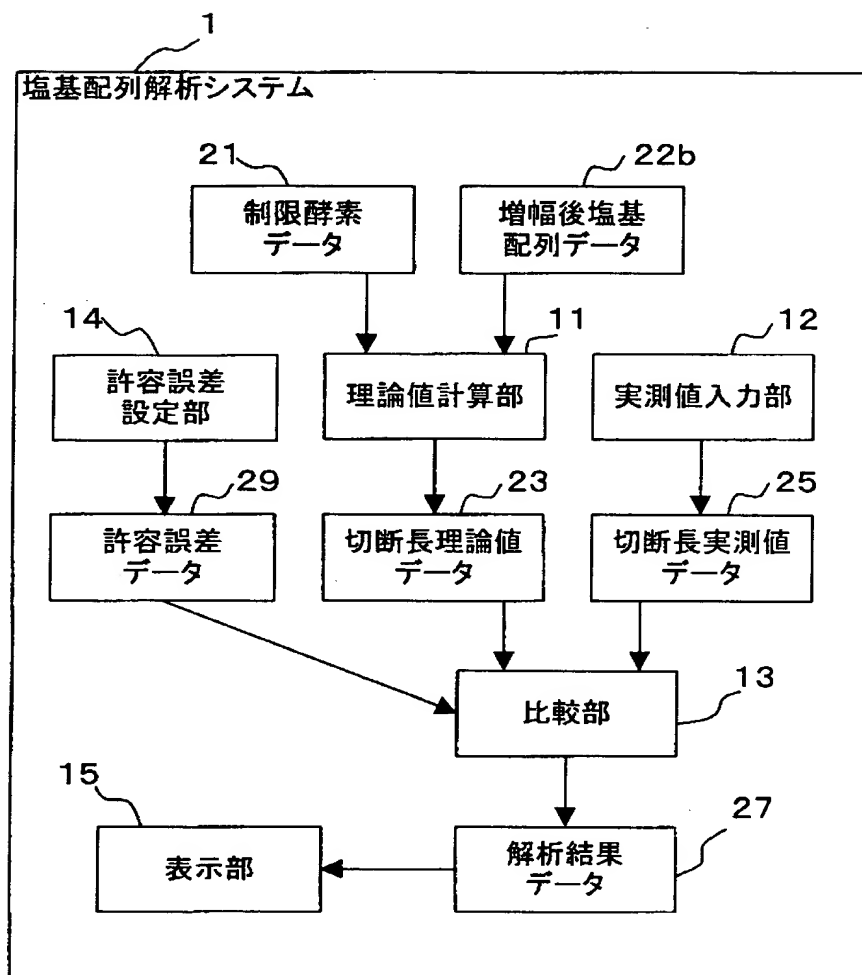 1
塩基配列解析システム
21
22b
制限酵素
データ
増幅後塩基
配列データ
14
11
12
許容誤差
設定部
理論値計算部
実測値入力部
29
23
25
許容誤差
データ
切断長理論値
データ
切断長実測値
データ
13
比較部
15
27
表示部
解析結果
データ